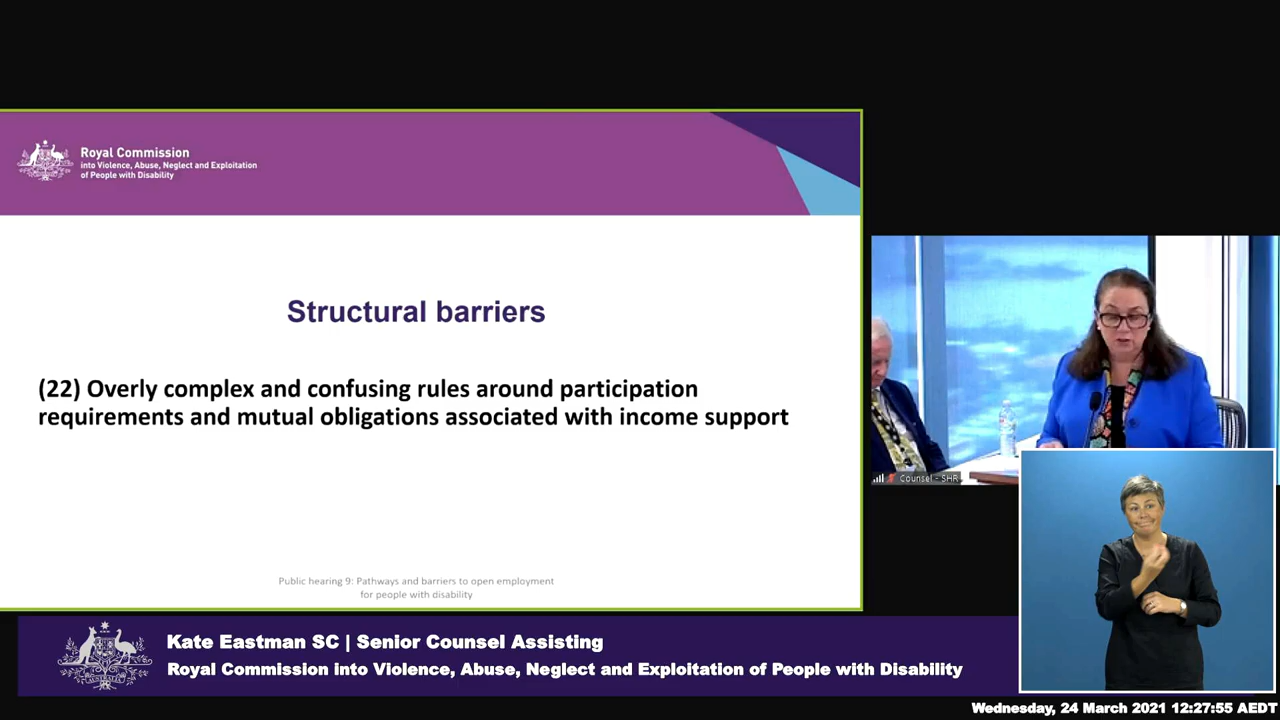 Royal Commission
into Violence, Abuse, Neglect and Exploitation
of People with Disability
Structural barriers
(22) Overly complex and confusing rules around participation
requirements and mutual obligations associated with income support
Public hearing 9: Pathways and barriers to open employment
for people with disability
Counsel - SHR
Kate Eastman SC | Senior Counsel Assisting
Royal Commission into Violence, Abuse, Neglect and Exploitation of People with Disability
Wednesday, 24 March 2021 12:27:55 AEDT